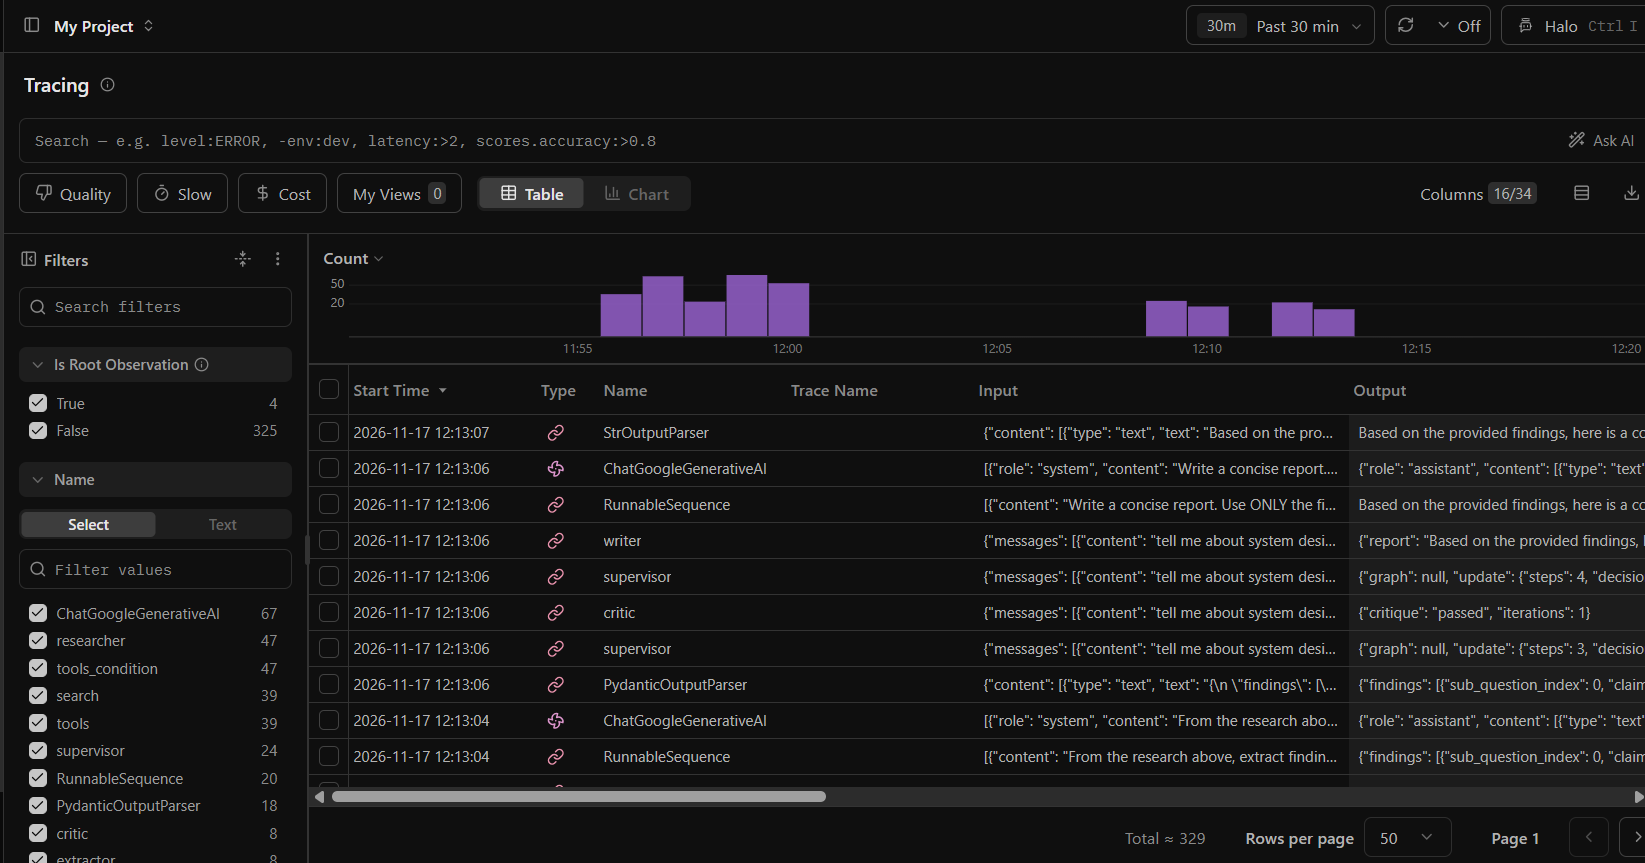 My Project
30m Past 30 min
Off
Halo Ctrl I
Tracing
Search – e.g. level:ERROR, -env:dev, latency:>2, scores.accuracy:>0.8
Ask AI
Quality
Slow
$ Cost
My Views 0
Table
Chart
Columns 16/34
Filters
Search filters
Is Root Observation
True 4
False 325
Name
Select Text
Filter values
ChatGoogleGenerativeAI 67
researcher 47
tools_condition 47
search 39
tools 39
supervisor 24
RunnableSequence 20
PydanticOutputParser 18
critic 8
extractor 8
Count
50
20
11:55 12:00 12:05 12:10 12:15 12:20
Start Time Type Name Trace Name Input Output
2026-11-17 12:13:07 StrOutputParser {"content": [{"type": "text", "text": "Based on the pro... Based on the provided findings, here is a co
2026-11-17 12:13:06 ChatGoogleGenerativeAI [{"role": "system", "content": "Write a concise report.... {"role": "assistant", "content": [{"type": "text"
2026-11-17 12:13:06 RunnableSequence [{"content": "Write a concise report. Use ONLY the fi... Based on the provided findings, here is a co
2026-11-17 12:13:06 writer {"messages": [{"content": "tell me about system desi... {"report": "Based on the provided findings,
2026-11-17 12:13:06 supervisor {"messages": [{"content": "tell me about system desi... {"graph": null, "update": {"steps": 4, "decisio
2026-11-17 12:13:06 critic {"messages": [{"content": "tell me about system desi... {"critique": "passed", "iterations": 1}
2026-11-17 12:13:06 supervisor {"messages": [{"content": "tell me about system desi... {"graph": null, "update": {"steps": 3, "decisio
2026-11-17 12:13:06 PydanticOutputParser {"content": [{"type": "text", "text": "{\n \"findings\": [\... {"findings": [{"sub_question_index": 0, "claim
2026-11-17 12:13:04 ChatGoogleGenerativeAI [{"role": "system", "content": "From the research abo... {"role": "assistant", "content": [{"type": "text"
2026-11-17 12:13:04 RunnableSequence [{"content": "From the research above, extract findin... {"findings": [{"sub_question_index": 0, "claim
Total ≈ 329 Rows per page 50 Page 1